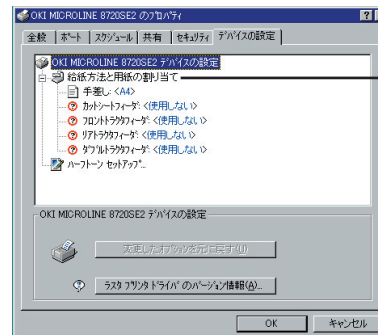 OKI MICROLINE 8720SE2 のプロパティ
全般 ポート スケジュール 共有 セキュリティ デバイスの設定
OKI MICROLINE 8720SE2 デバイスの設定
給紙方法と用紙の割り当て
手差し: <A4>
カットシートフィーダ: <使用しない>
フロントトラクタフィーダ: <使用しない>
リアトラクタフィーダ: <使用しない>
ダブルトラクタフィーダ: <使用しない>
ハーフトーン セットアップ...
OKI MICROLINE 8720SE2 デバイスの設定
変更したオプションを元に戻す(U)
ラスタ プリンタ ドライバ のバージョン情報(A)...
OK キャンセル